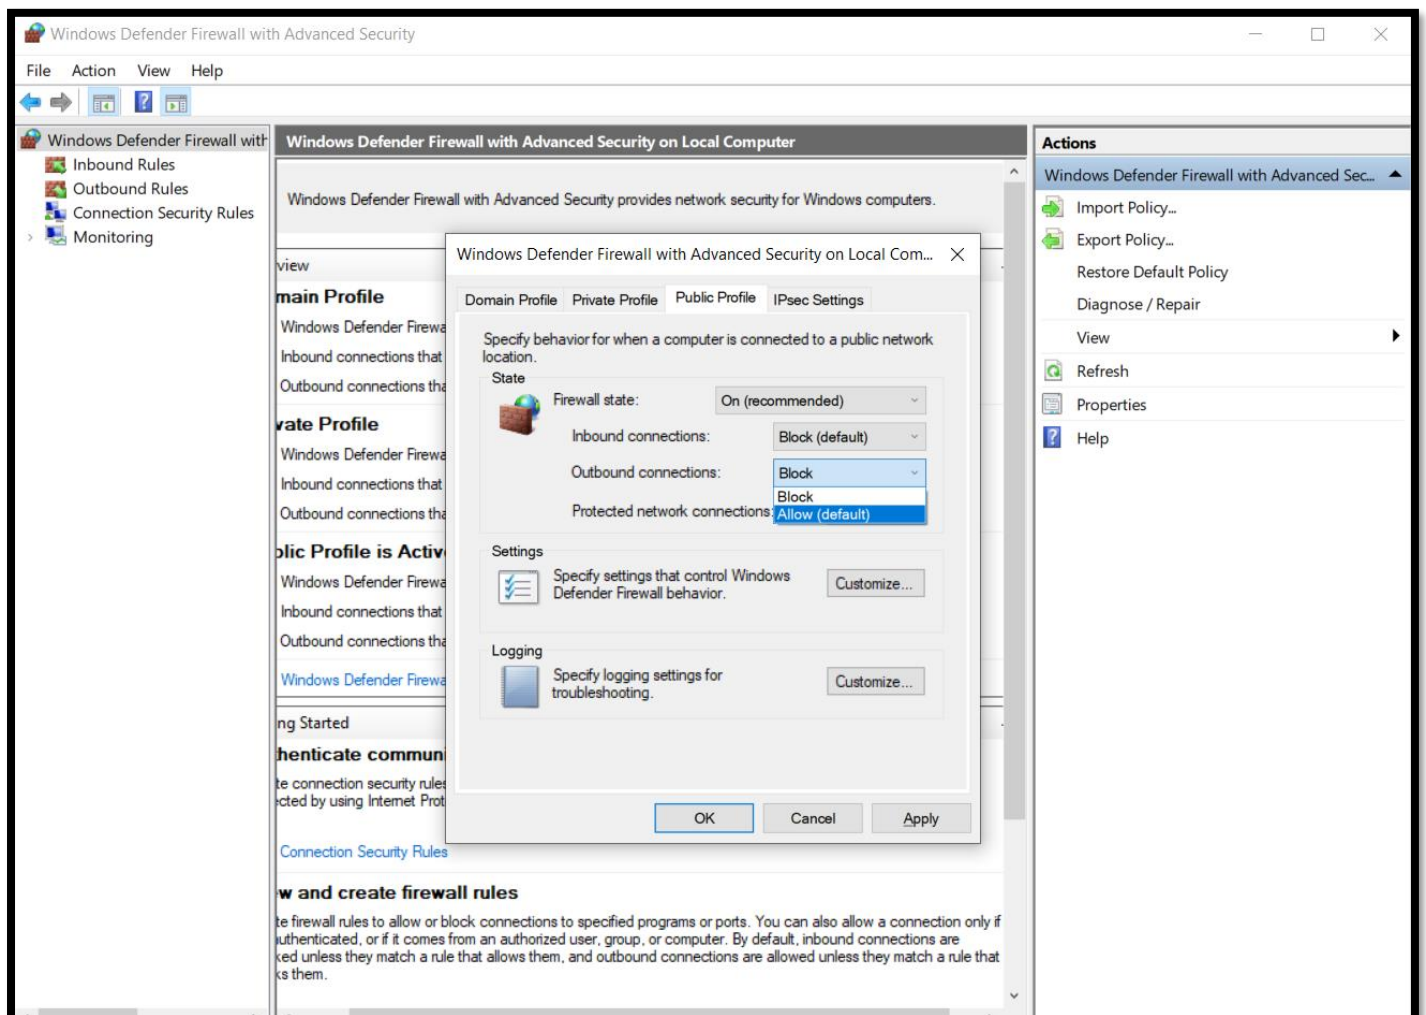 Windows Defender Firewall with Advanced Security
File Action View Help
Windows Defender Firewall with
Inbound Rules
Outbound Rules
Connection Security Rules
Monitoring
Windows Defender Firewall with Advanced Security on Local Computer
Windows Defender Firewall with Advanced Security provides network security for Windows computers.
view
main Profile
Windows Defender Firewa
Inbound connections that
Outbound connections tha
vate Profile
Windows Defender Firewa
Inbound connections that
Outbound connections tha
blic Profile is Activ
Windows Defender Firewa
Inbound connections that
Outbound connections tha
Windows Defender Firewa
ng Started
henticate communi
te connection security rules
ected by using Internet Prot
Connection Security Rules
w and create firewall rules
te firewall rules to allow or block connections to specified programs or ports. You can also allow a connection only if
uthenticated, or if it comes from an authorized user, group, or computer. By default, inbound connections are
ked unless they match a rule that allows them, and outbound connections are allowed unless they match a rule that
ks them.
Windows Defender Firewall with Advanced Security on Local Com...
Domain Profile Private Profile Public Profile IPsec Settings
Specify behavior for when a computer is connected to a public network
location.
State
Firewall state: On (recommended)
Inbound connections: Block (default)
Outbound connections: Block
Block
Protected network connections: Allow (default)
Settings
Specify settings that control Windows
Defender Firewall behavior.
Customize...
Logging
Specify logging settings for
troubleshooting.
Customize...
OK Cancel Apply
Actions
Windows Defender Firewall with Advanced Sec...
Import Policy...
Export Policy...
Restore Default Policy
Diagnose / Repair
View
Refresh
Properties
Help